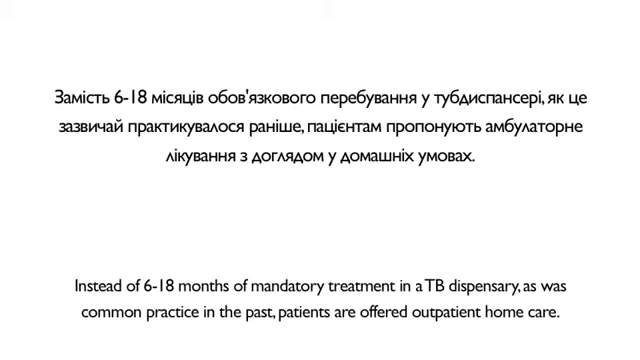 Замість 6-18 місяців обов'язкового перебування у тубдиспансері, як це
зазвичай практикувалося раніше, пацієнтам пропонують амбулаторне
лікування з доглядом у домашніх умовах.
Instead of 6-18 months of mandatory treatment in a TB dispensary, as was
common practice in the past, patients are offered outpatient home care.